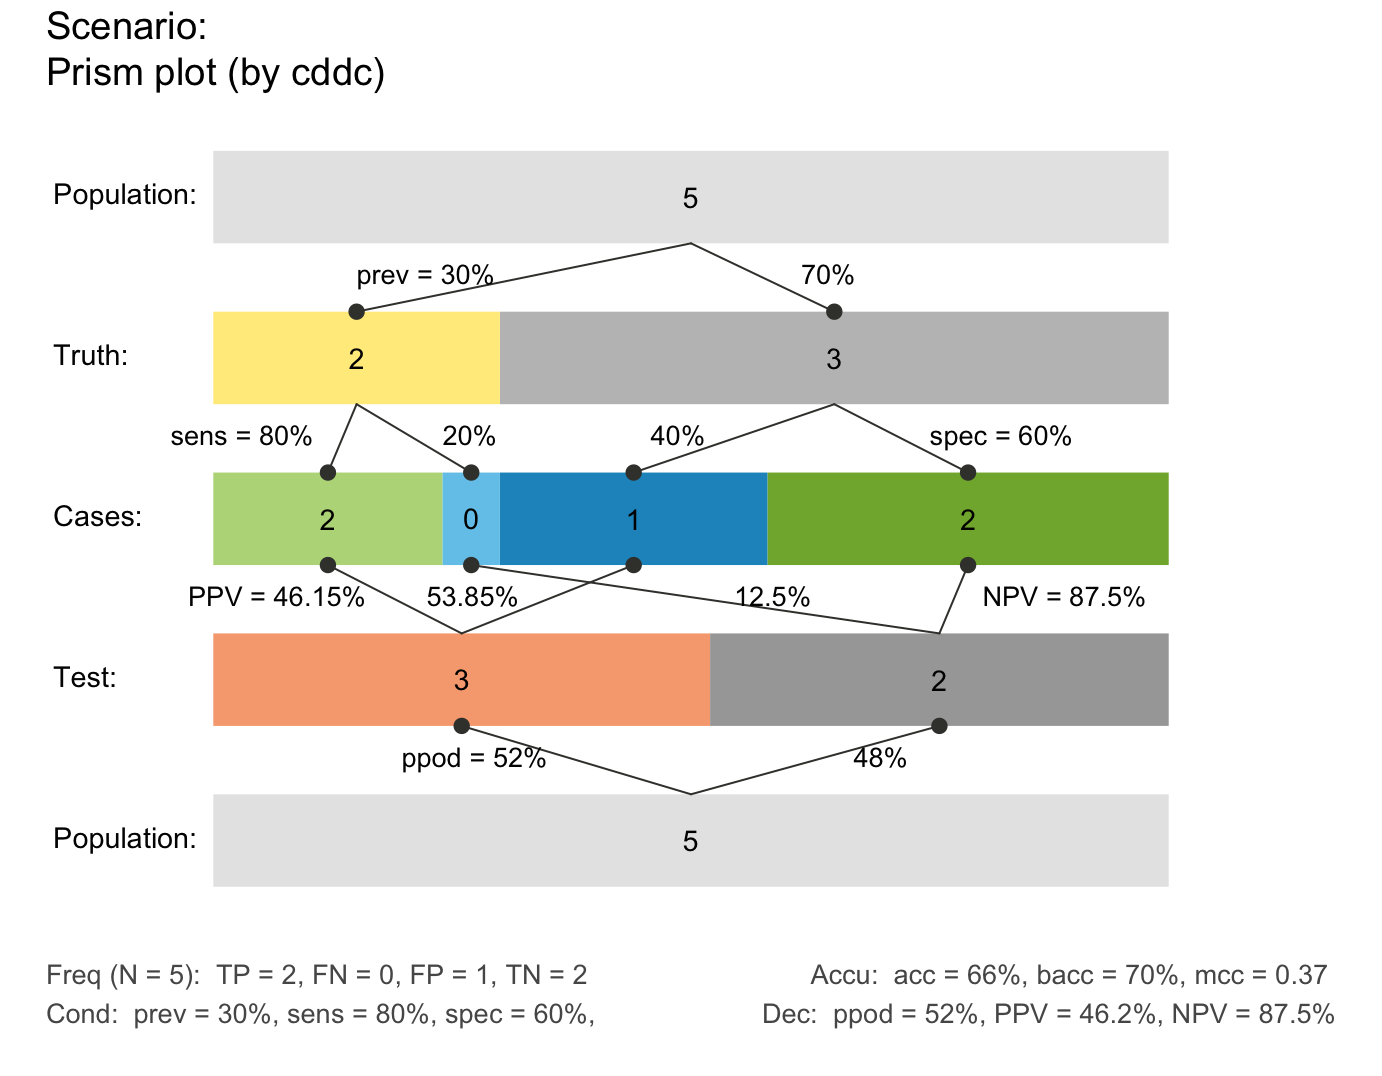 Scenario:
Prism plot (by cddc)
Population:
5
prev = 30%
70%
Truth:
2
3
sens = 80%
20%
40%
spec = 60%
Cases:
2
0
1
2
PPV = 46.15%
53.85%
12.5%
NPV = 87.5%
Test:
3
2
ppod = 52%
48%
Population:
5
Freq (N = 5):  TP = 2, FN = 0, FP = 1, TN = 2
Accu:  acc = 66%, bacc = 70%, mcc = 0.37
Cond:  prev = 30%, sens = 80%, spec = 60%,
Dec:  ppod = 52%, PPV = 46.2%, NPV = 87.5%